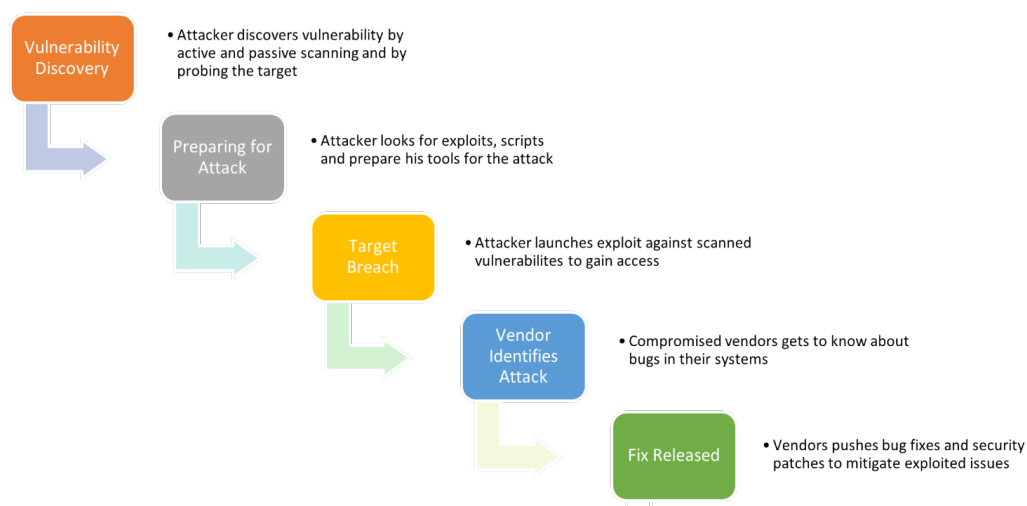 Vulnerability
Discovery
• Attacker discovers vulnerability by
active and passive scanning and by
probing the target
Preparing for
Attack
• Attacker looks for exploits, scripts
and prepare his tools for the attack
Target
Breach
• Attacker launches exploit against scanned
vulnerabilites to gain access
Vendor
Identifies
Attack
• Compromised vendors gets to know about
bugs in their systems
Fix Released
• Vendors pushes bug fixes and security
patches to mitigate exploited issues